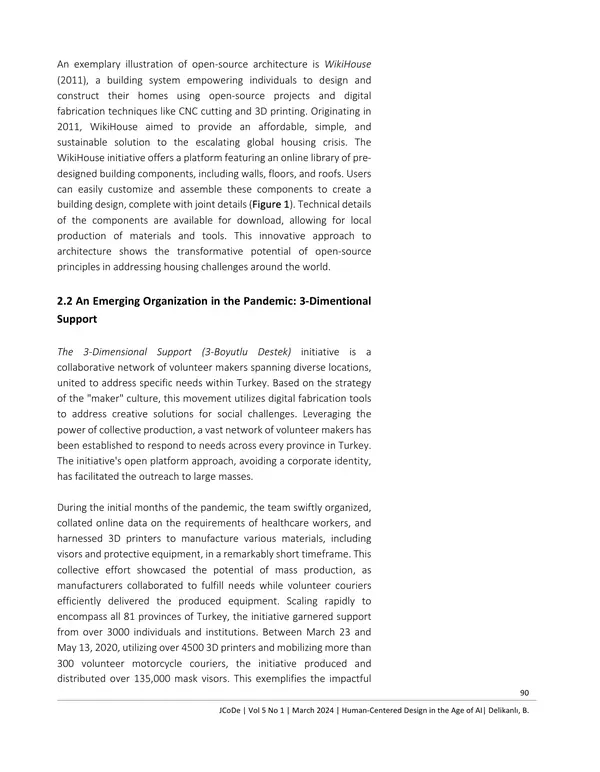 An exemplary illustration of open-source architecture is WikiHouse
(2011), a building system empowering individuals to design and
construct their homes using open-source projects and digital
fabrication techniques like CNC cutting and 3D printing. Originating in
2011, WikiHouse aimed to provide an affordable, simple, and
sustainable solution to the escalating global housing crisis. The
WikiHouse initiative offers a platform featuring an online library of pre-
designed building components, including walls, floors, and roofs. Users
can easily customize and assemble these components to create a
building design, complete with joint details (Figure 1). Technical details
of the components are available for download, allowing for local
production of materials and tools. This innovative approach to
architecture shows the transformative potential of open-source
principles in addressing housing challenges around the world.
2.2 An Emerging Organization in the Pandemic: 3-Dimentional
Support
The 3-Dimensional Support (3-Boyutlu Destek) initiative is a
collaborative network of volunteer makers spanning diverse locations,
united to address specific needs within Turkey. Based on the strategy
of the "maker" culture, this movement utilizes digital fabrication tools
to address creative solutions for social challenges. Leveraging the
power of collective production, a vast network of volunteer makers has
been established to respond to needs across every province in Turkey.
The initiative's open platform approach, avoiding a corporate identity,
has facilitated the outreach to large masses.
During the initial months of the pandemic, the team swiftly organized,
collated online data on the requirements of healthcare workers, and
harnessed 3D printers to manufacture various materials, including
visors and protective equipment, in a remarkably short timeframe. This
collective effort showcased the potential of mass production, as
manufacturers collaborated to fulfill needs while volunteer couriers
efficiently delivered the produced equipment. Scaling rapidly to
encompass all 81 provinces of Turkey, the initiative garnered support
from over 3000 individuals and institutions. Between March 23 and
May 13, 2020, utilizing over 4500 3D printers and mobilizing more than
300 volunteer motorcycle couriers, the initiative produced and
distributed over 135,000 mask visors. This exemplifies the impactful
90
JCoDe | Vol 5 No 1 | March 2024 | Human-Centered Design in the Age of AI| Delikanlı, B.